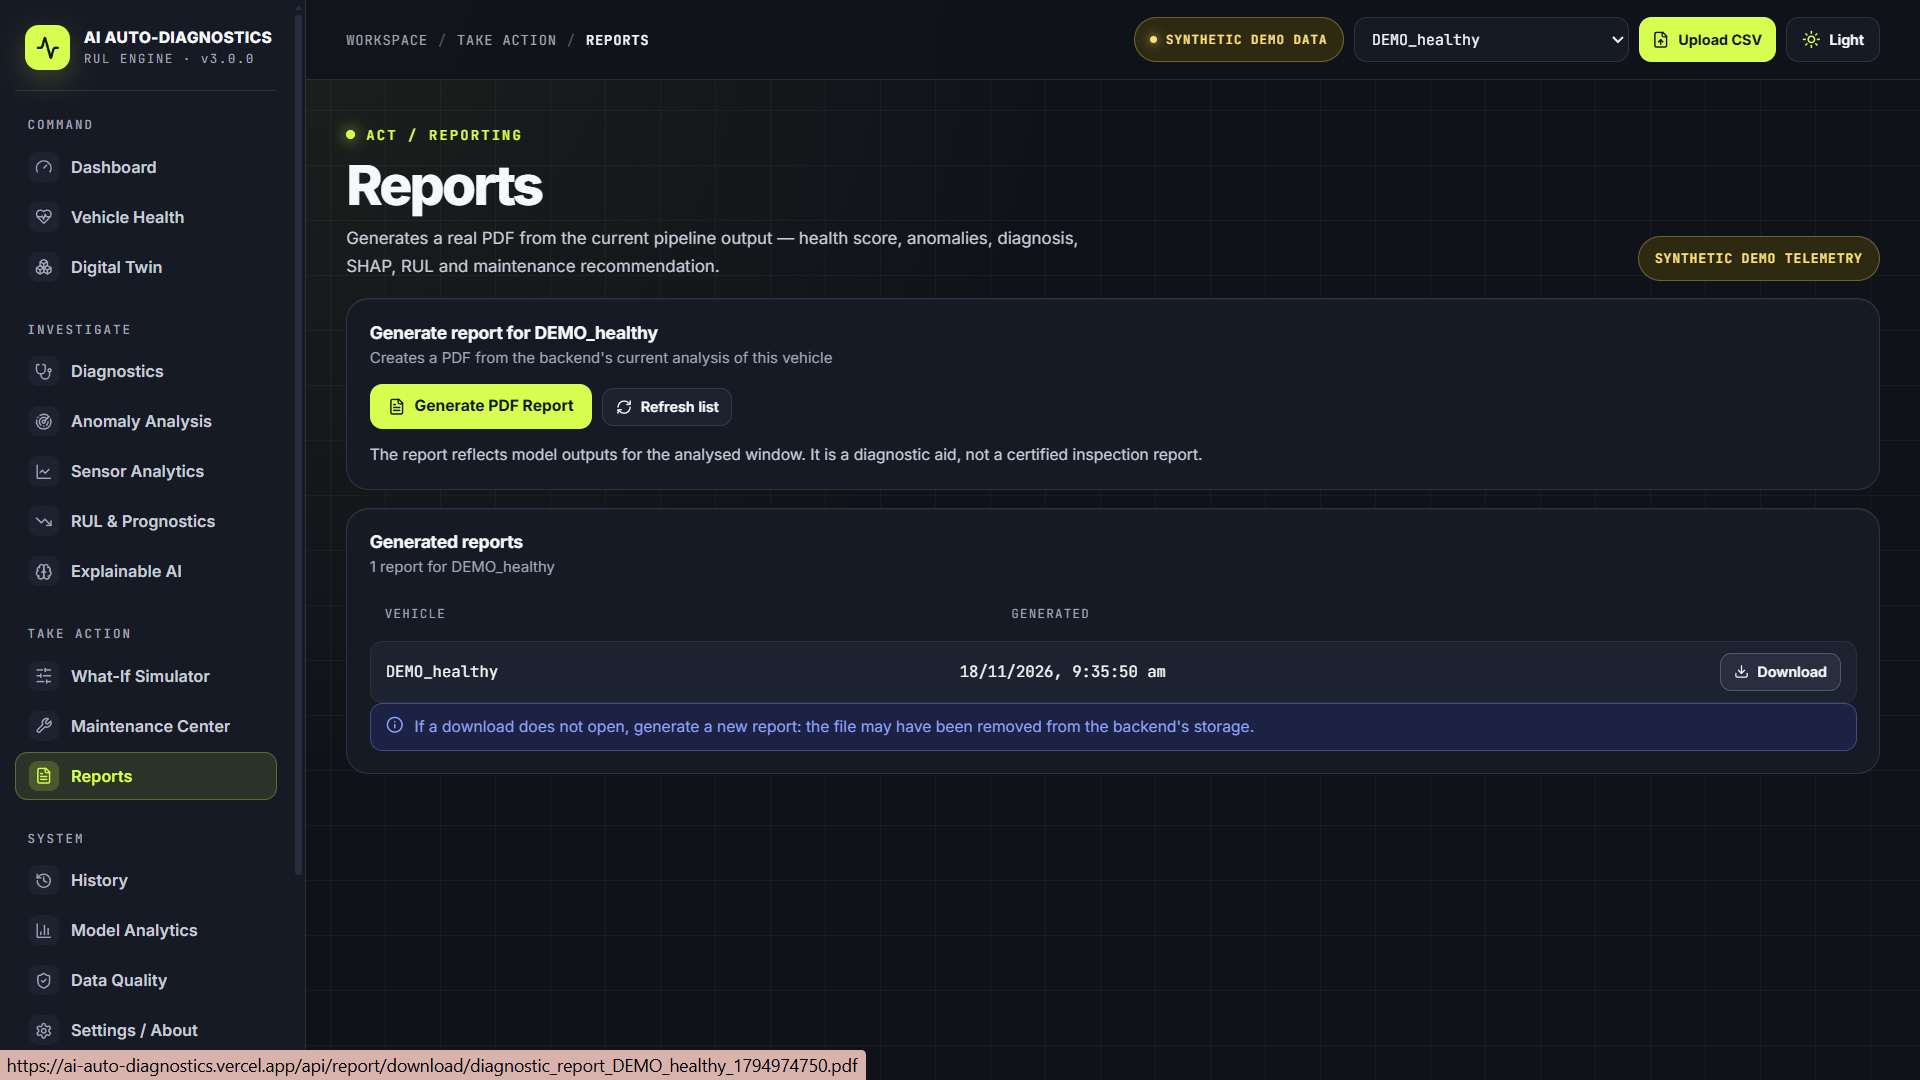 AI AUTO-DIAGNOSTICS
RUL ENGINE · v3.0.0
COMMAND
Dashboard
Vehicle Health
Digital Twin
INVESTIGATE
Diagnostics
Anomaly Analysis
Sensor Analytics
RUL & Prognostics
Explainable AI
TAKE ACTION
What-If Simulator
Maintenance Center
Reports
SYSTEM
History
Model Analytics
Data Quality
Settings / About
WORKSPACE / TAKE ACTION / REPORTS
SYNTHETIC DEMO DATA
DEMO_healthy
Upload CSV
Light
ACT / REPORTING
Reports
Generates a real PDF from the current pipeline output — health score, anomalies, diagnosis,
SHAP, RUL and maintenance recommendation.
SYNTHETIC DEMO TELEMETRY
Generate report for DEMO_healthy
Creates a PDF from the backend's current analysis of this vehicle
Generate PDF Report
Refresh list
The report reflects model outputs for the analysed window. It is a diagnostic aid, not a certified inspection report.
Generated reports
1 report for DEMO_healthy
VEHICLE GENERATED
DEMO_healthy 18/11/2026, 9:35:50 am Download
If a download does not open, generate a new report: the file may have been removed from the backend's storage.
https://ai-auto-diagnostics.vercel.app/api/report/download/diagnostic_report_DEMO_healthy_1794974750.pdf